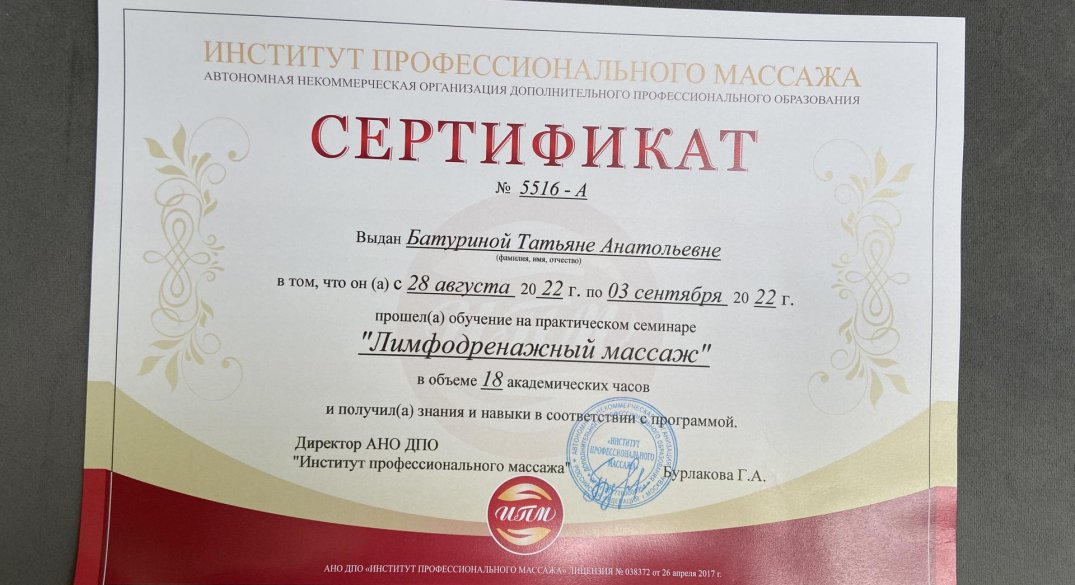 ИНСТИТУТ ПРОФЕССИОНАЛЬНОГО МАССАЖА
АВТОНОМНАЯ НЕКОММЕРЧЕСКАЯ ОРГАНИЗАЦИЯ ДОПОЛНИТЕЛЬНОГО ПРОФЕССИОНАЛЬНОГО ОБРАЗОВАНИЯ
СЕРТИФИКАТ
№ 5516 - А
Выдан Батуриной Татьяне Анатольевне
(фамилия, имя, отчество)
в том, что он (а) с 28 августа 20 22 г. по 03 сентября 20 22 г.
прошел(а) обучение на практическом семинаре
"Лимфодренажный массаж"
в объеме 18 академических часов
и получил(а) знания и навыки в соответствии с программой.
Директор АНО ДПО
"Институт профессионального массажа" Бурлакова Г.А.
«ИНСТИТУТ
ПРОФЕССИОНАЛЬНОГО
МАССАЖА»
ИПМ
АНО ДПО «ИНСТИТУТ ПРОФЕССИОНАЛЬНОГО МАССАЖА» ЛИЦЕНЗИЯ № 038372 от 26 апреля 2017 г.